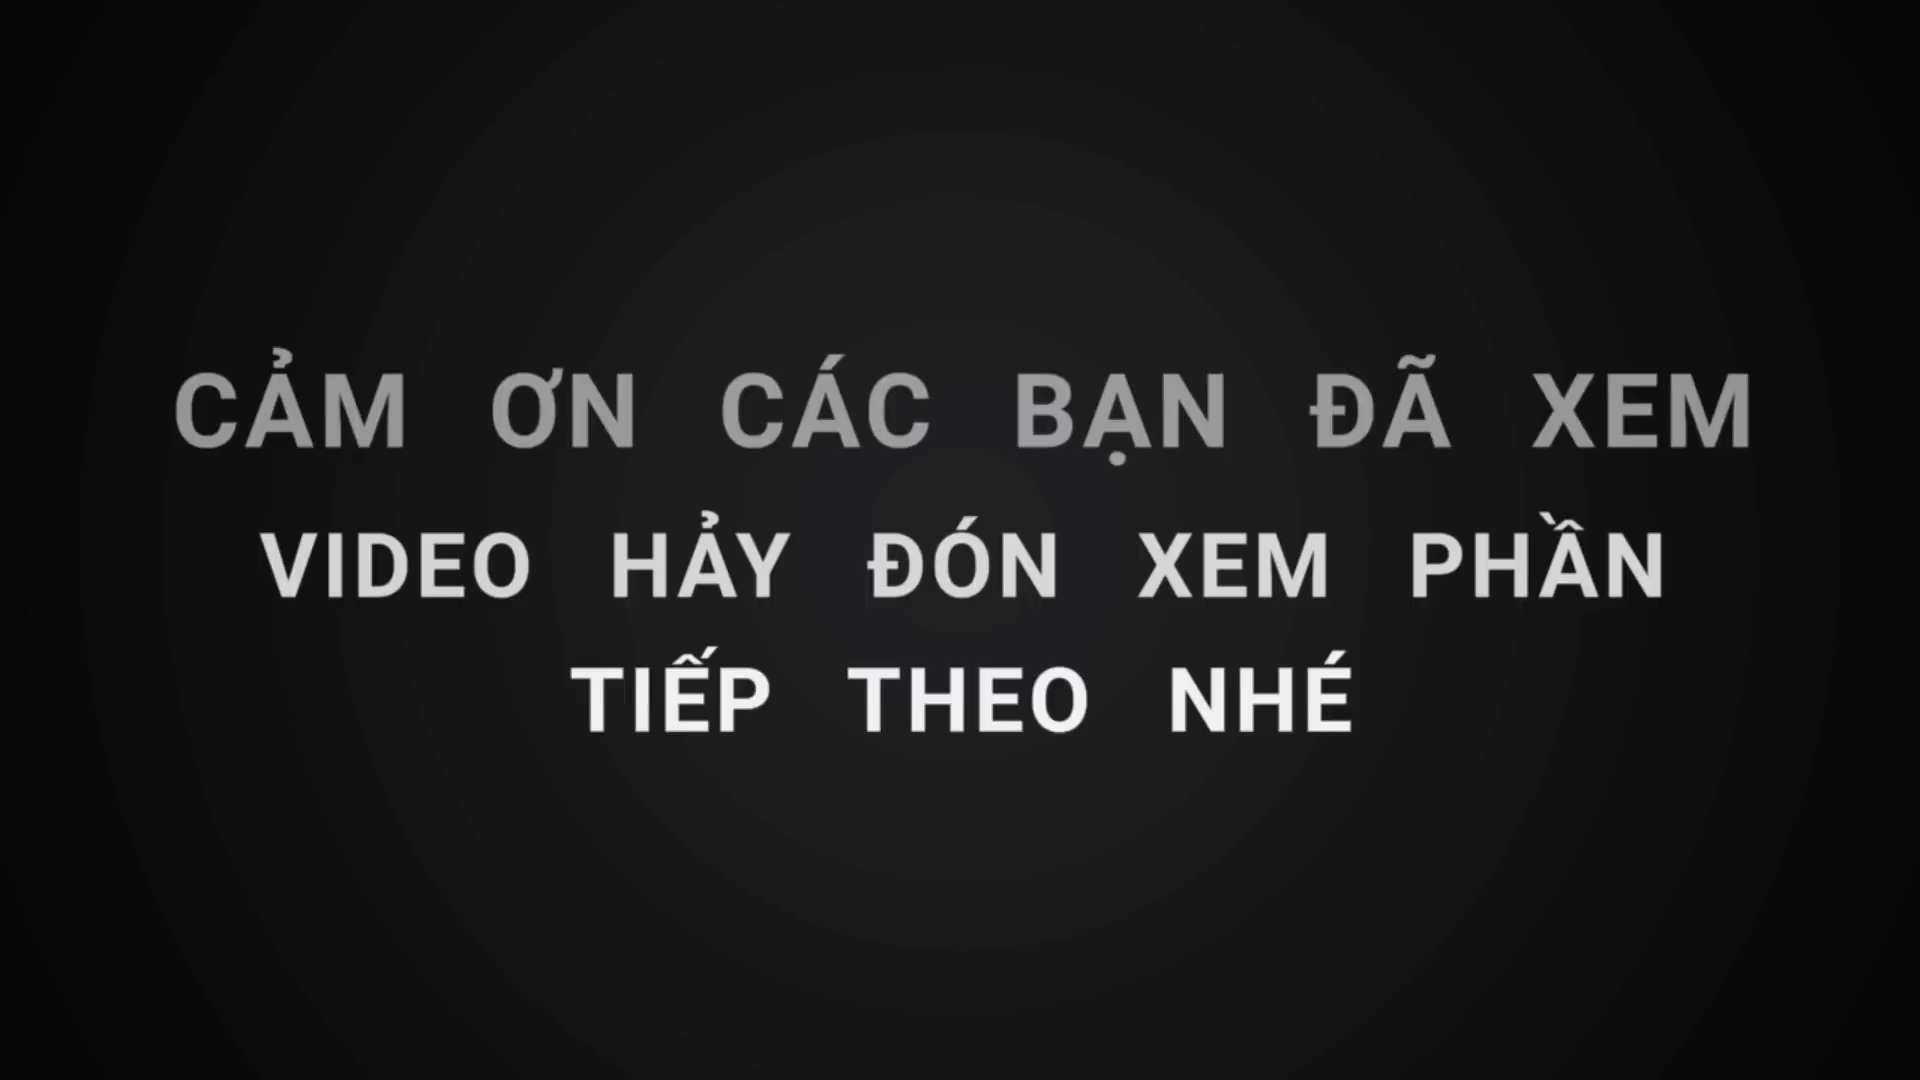 CẢM ƠN CÁC BẠN ĐÃ XEM
VIDEO HẢY ĐÓN XEM PHẦN
TIẾP THEO NHÉ